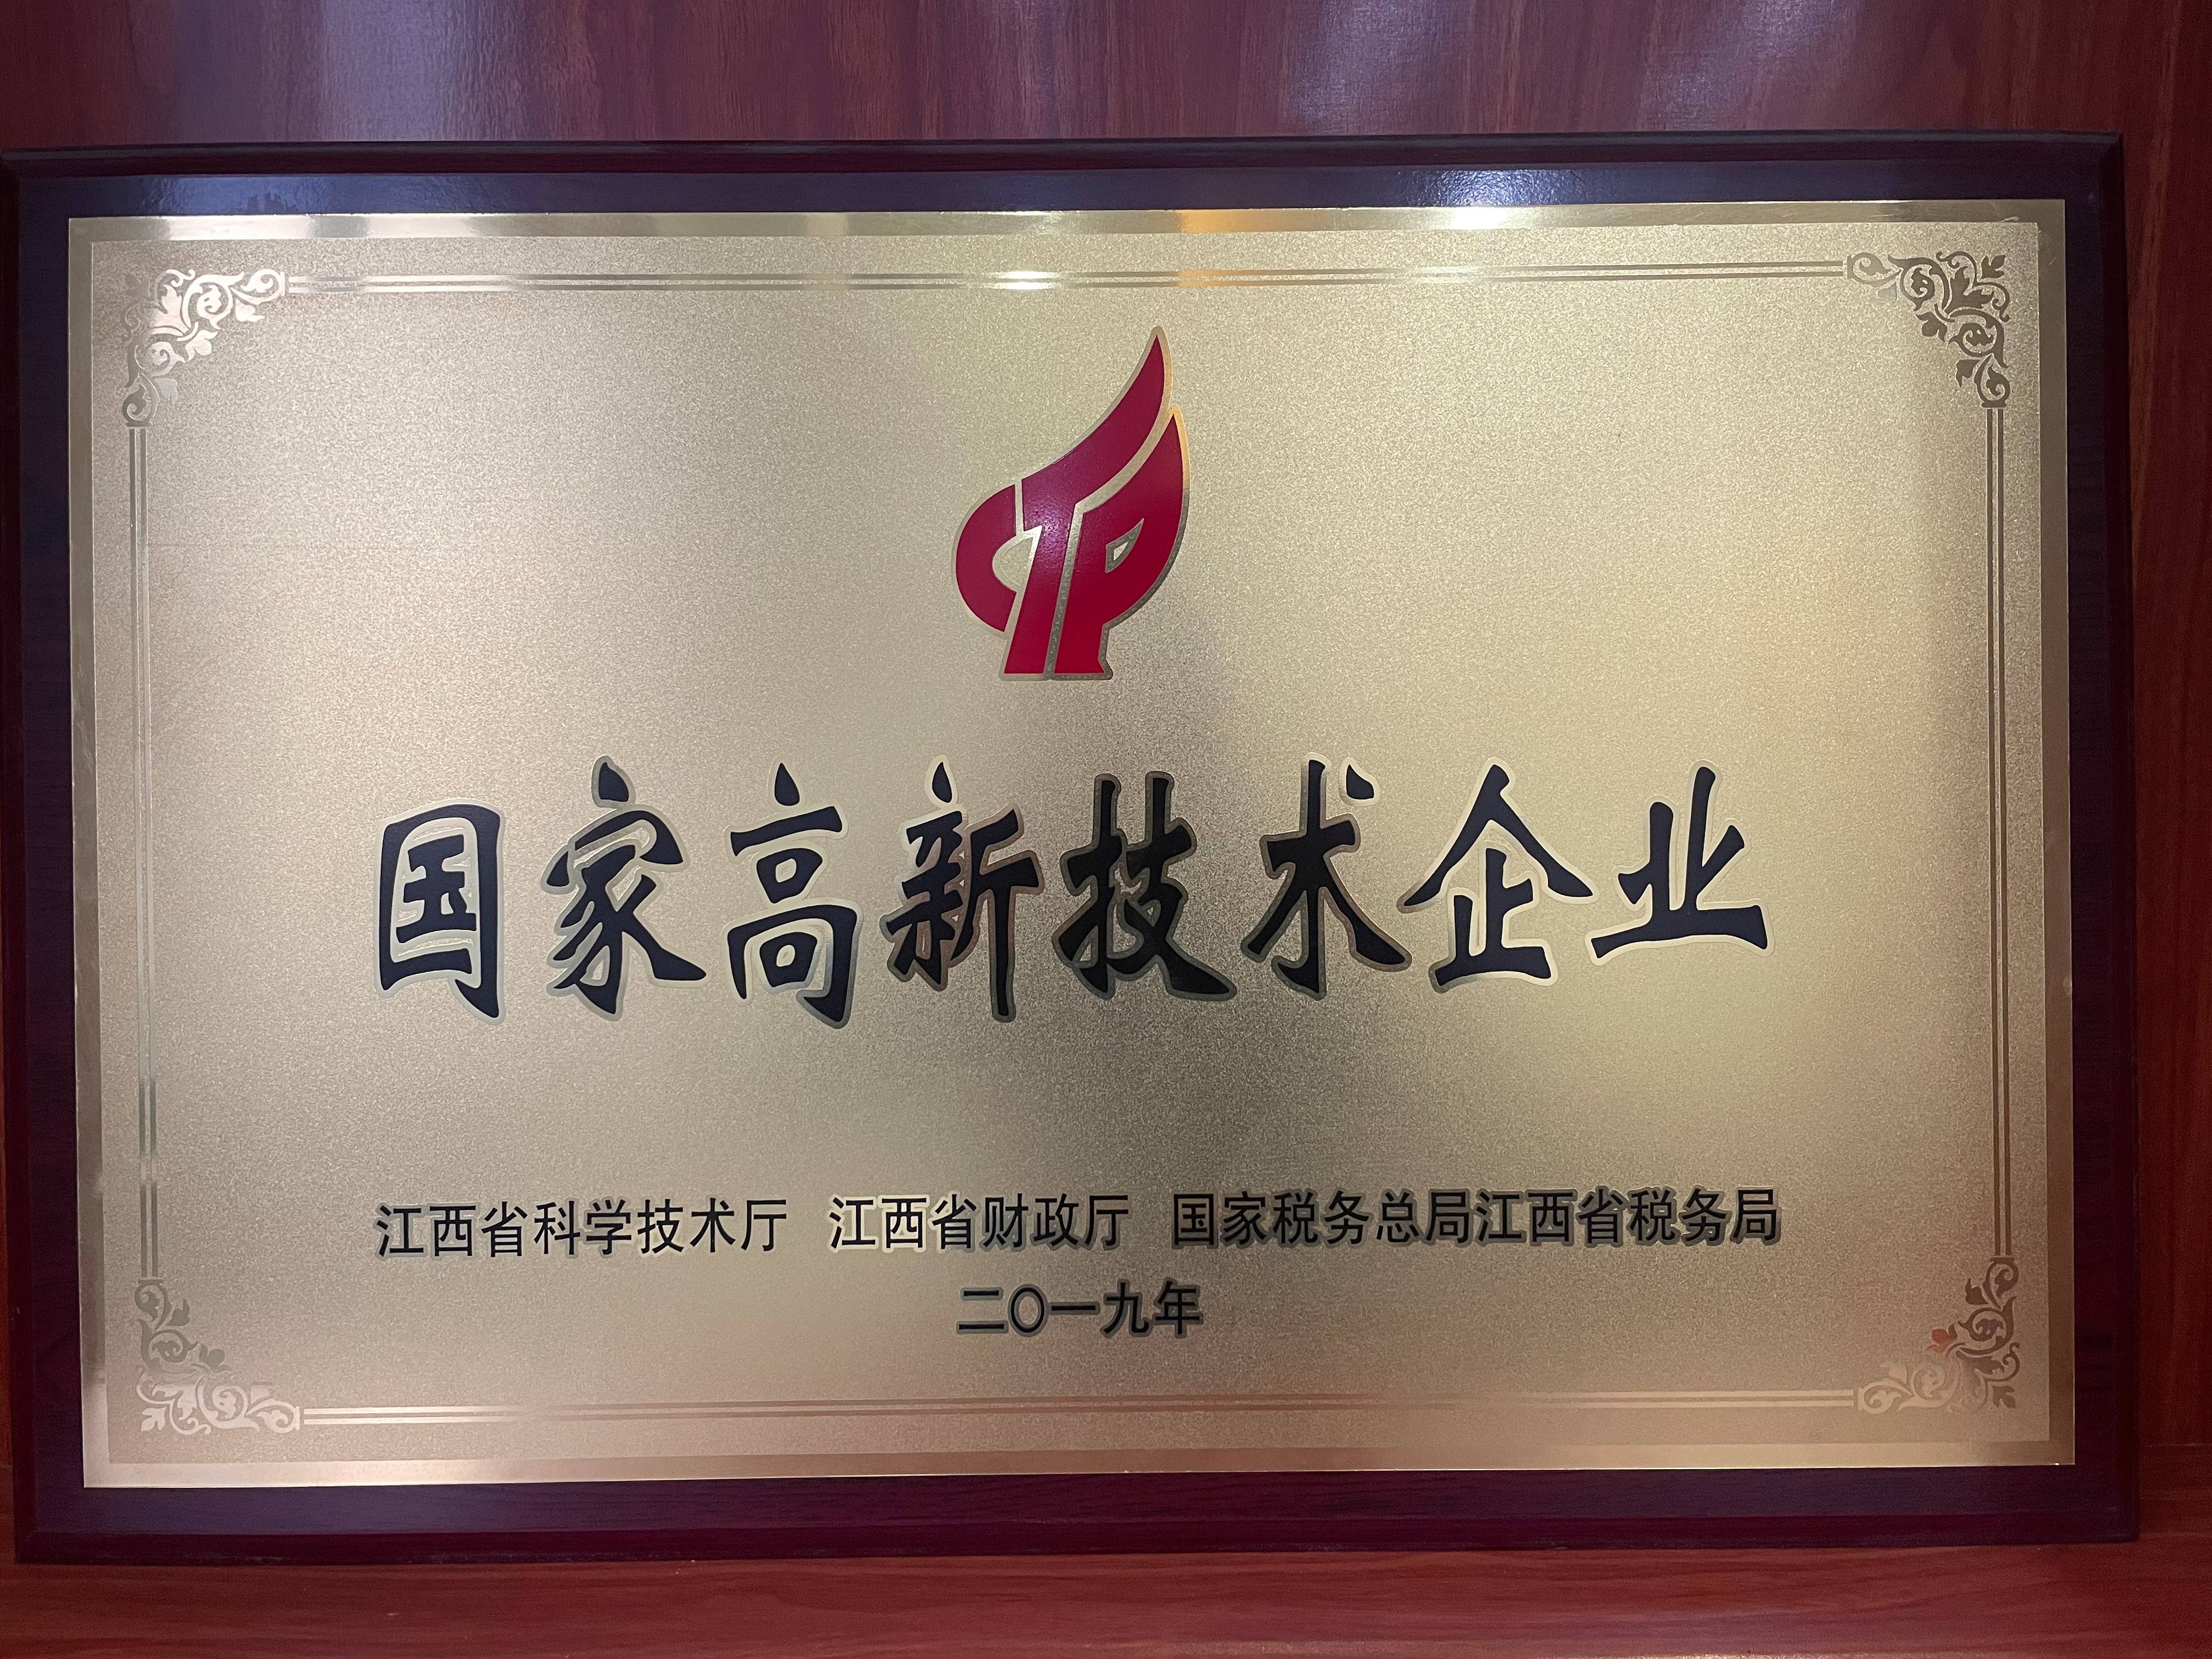 国家高新技术企业
江西省科学技术厅 江西省财政厅 国家税务总局江西省税务局
二〇一九年